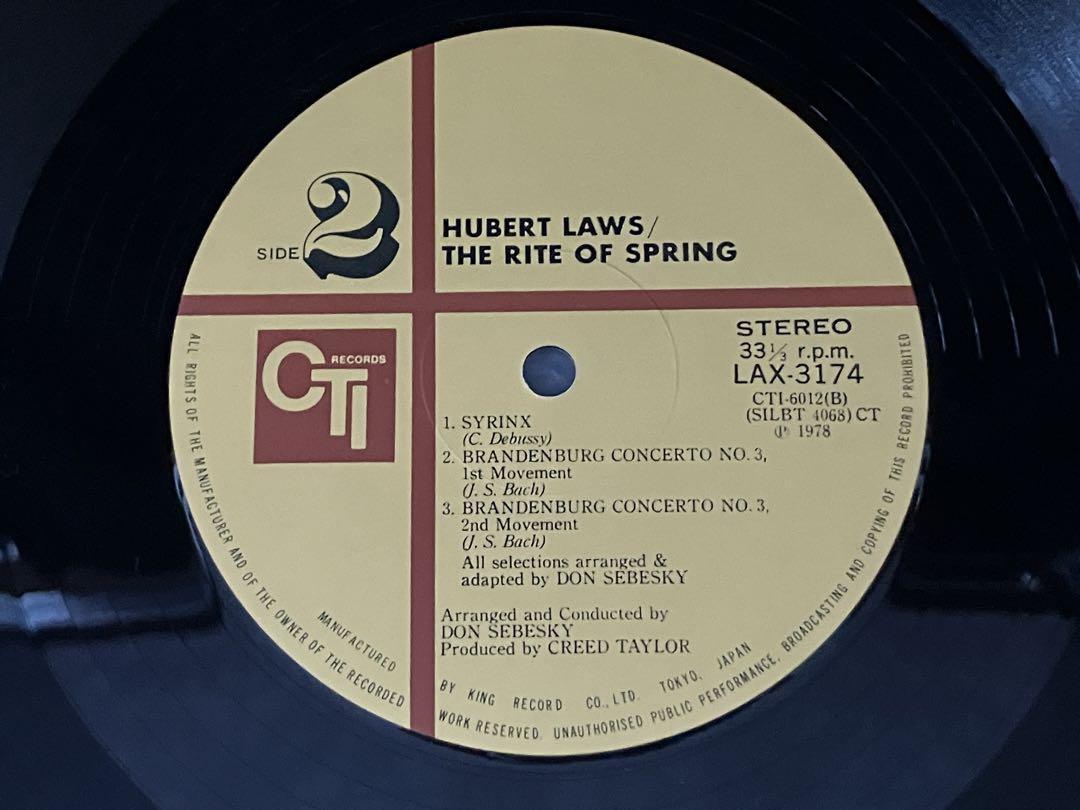 SIDE 2
HUBERT LAWS/
THE RITE OF SPRING
CTI RECORDS
STEREO
33⅓ r.p.m.
LAX-3174
CTI-6012(B)
(SILBT 4068) CT
Ⓟ 1978
1. SYRINX
(C. Debussy)
2. BRANDENBURG CONCERTO NO. 3,
1st Movement
(J. S. Bach)
3. BRANDENBURG CONCERTO NO. 3,
2nd Movement
(J. S. Bach)
All selections arranged &
adapted by DON SEBESKY
Arranged and Conducted by
DON SEBESKY
Produced by CREED TAYLOR
MANUFACTURED BY KING RECORD CO., LTD. TOKYO, JAPAN
ALL RIGHTS OF THE MANUFACTURER AND OF THE OWNER OF THE RECORDED WORK RESERVED. UNAUTHORISED PUBLIC PERFORMANCE, BROADCASTING AND COPYING OF THIS RECORD PROHIBITED